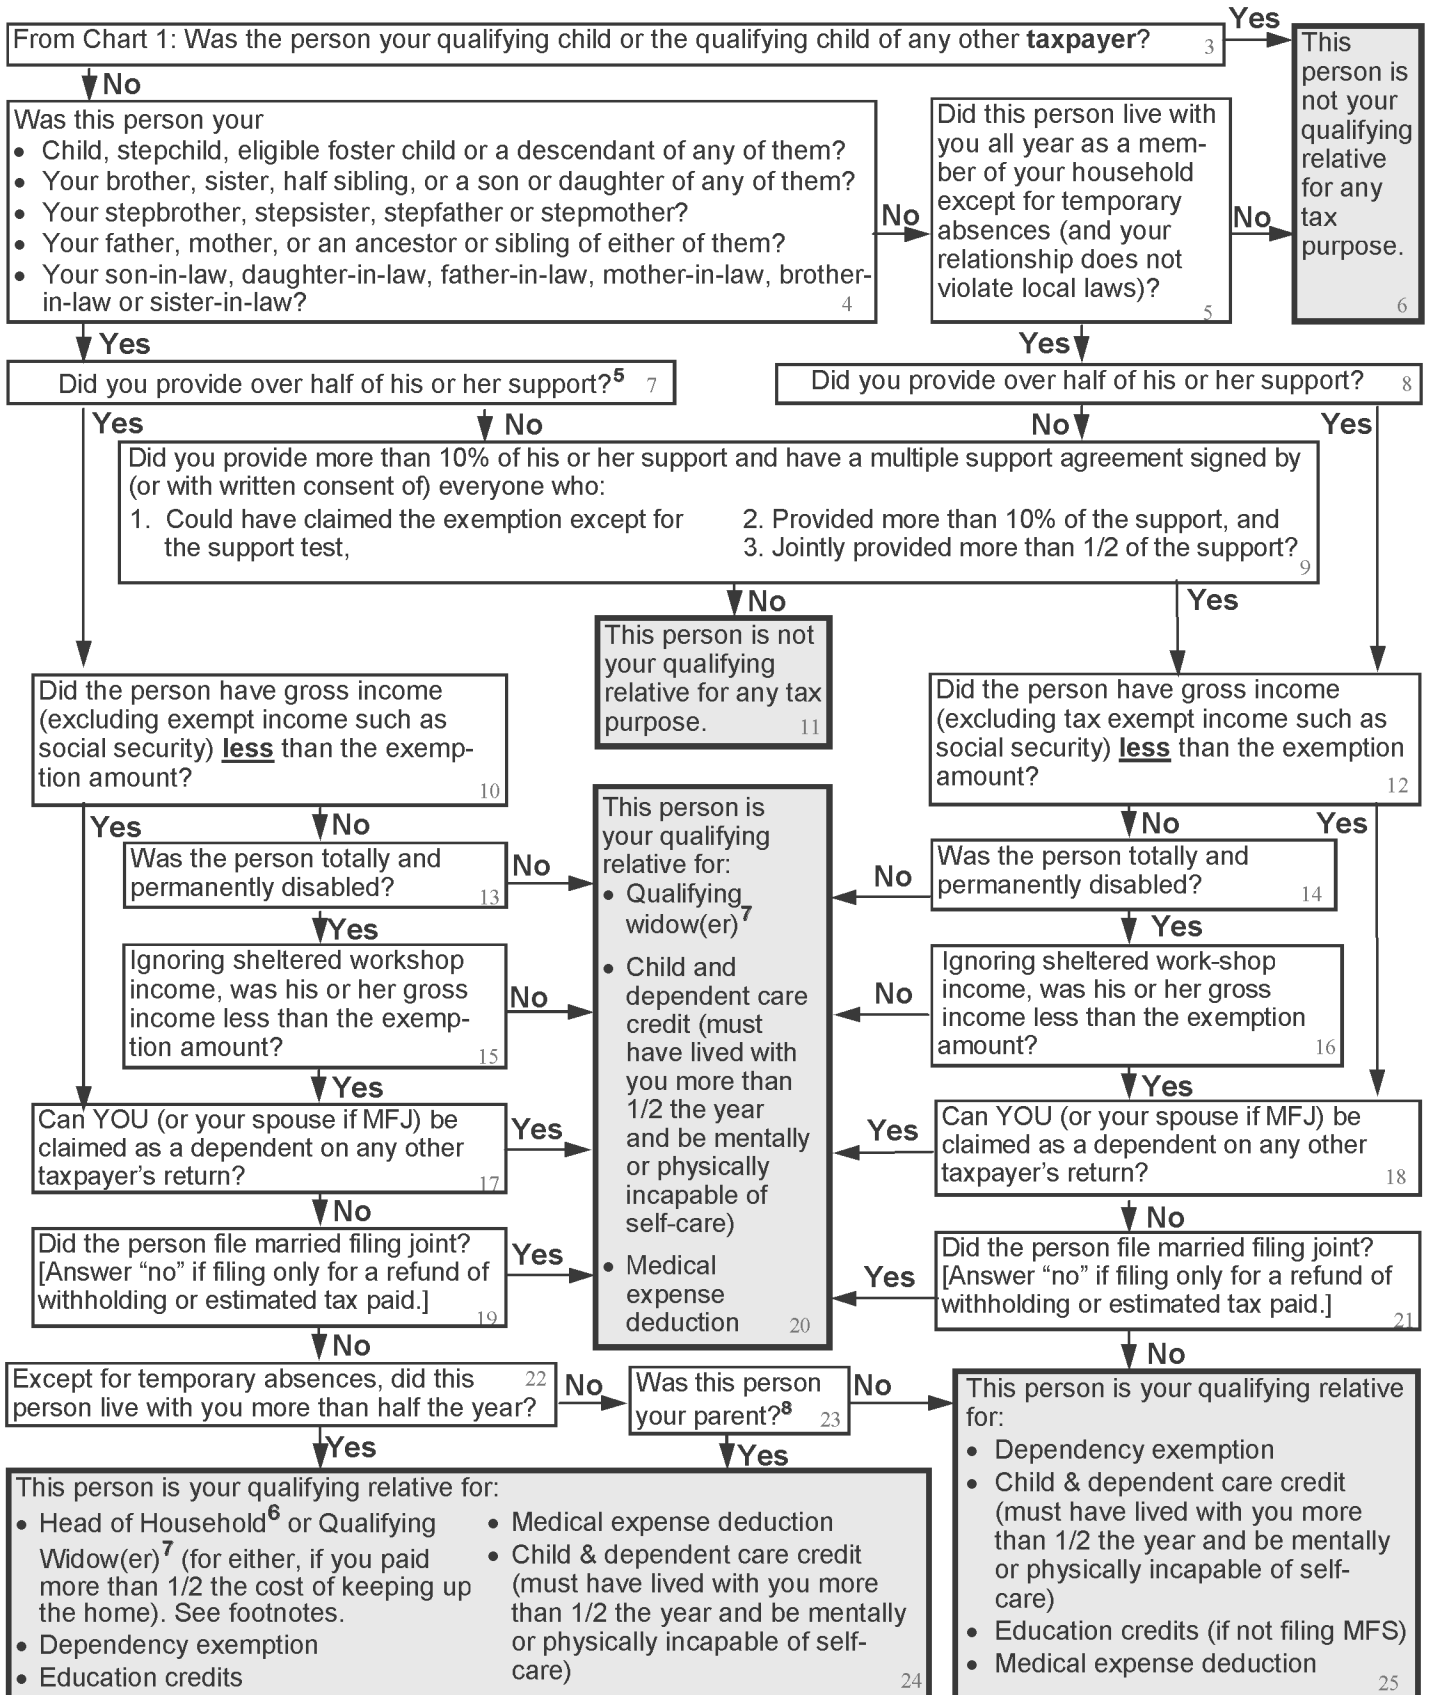 Yes
From Chart 1: Was the person your qualifying child or the qualifying child of any other taxpayer? 3
This
person is
not your
qualifying
relative
for any
tax
purpose.
6
No
Was this person your
• Child, stepchild, eligible foster child or a descendant of any of them?
• Your brother, sister, half sibling, or a son or daughter of any of them?
• Your stepbrother, stepsister, stepfather or stepmother?
• Your father, mother, or an ancestor or sibling of either of them?
• Your son-in-law, daughter-in-law, father-in-law, mother-in-law, brother-
in-law or sister-in-law? 4
No
Did this person live with
you all year as a mem-
ber of your household
except for temporary
absences (and your
relationship does not
violate local laws)?
5
No
Yes
Yes
Did you provide over half of his or her support?5 7
Did you provide over half of his or her support? 8
Yes
No
No
Yes
Did you provide more than 10% of his or her support and have a multiple support agreement signed by
(or with written consent of) everyone who:
1. Could have claimed the exemption except for
the support test,
2. Provided more than 10% of the support, and
3. Jointly provided more than 1/2 of the support?
9
No
Yes
This person is not
your qualifying
relative for any tax
purpose. 11
Did the person have gross income
(excluding exempt income such as
social security) less than the exemp-
tion amount?
10
Did the person have gross income
(excluding tax exempt income such as
social security) less than the exemption
amount? 12
Yes
No
No
Yes
Was the person totally and
permanently disabled? 13
No
This person is
your qualifying
relative for:
• Qualifying
widow(er)7
• Child and
dependent care
credit (must
have lived with
you more than
1/2 the year
and be mentally
or physically
incapable of
self-care)
• Medical
expense
deduction 20
No
Was the person totally and
permanently disabled? 14
Yes
Yes
Ignoring sheltered workshop
income, was his or her gross
income less than the exemp-
tion amount? 15
No
No
Ignoring sheltered work-shop
income, was his or her gross
income less than the exemption
amount? 16
Yes
Yes
Can YOU (or your spouse if MFJ) be
claimed as a dependent on any other
taxpayer's return? 17
Yes
Yes
Can YOU (or your spouse if MFJ) be
claimed as a dependent on any other
taxpayer's return? 18
No
No
Did the person file married filing joint?
[Answer “no” if filing only for a refund of
withholding or estimated tax paid.]
19
Yes
Yes
Did the person file married filing joint?
[Answer “no” if filing only for a refund of
withholding or estimated tax paid.]
21
No
No
Except for temporary absences, did this 22
person live with you more than half the year?
No
Was this person
your parent?8 23
No
Yes
Yes
This person is your qualifying relative for:
• Head of Household6 or Qualifying
Widow(er)7 (for either, if you paid
more than 1/2 the cost of keeping up
the home). See footnotes.
• Dependency exemption
• Education credits
• Medical expense deduction
• Child & dependent care credit
(must have lived with you more
than 1/2 the year and be mentally
or physically incapable of self-
care)
24
This person is your qualifying relative
for:
• Dependency exemption
• Child & dependent care credit
(must have lived with you more
than 1/2 the year and be mentally
or physically incapable of self-
care)
• Education credits (if not filing MFS)
• Medical expense deduction
25